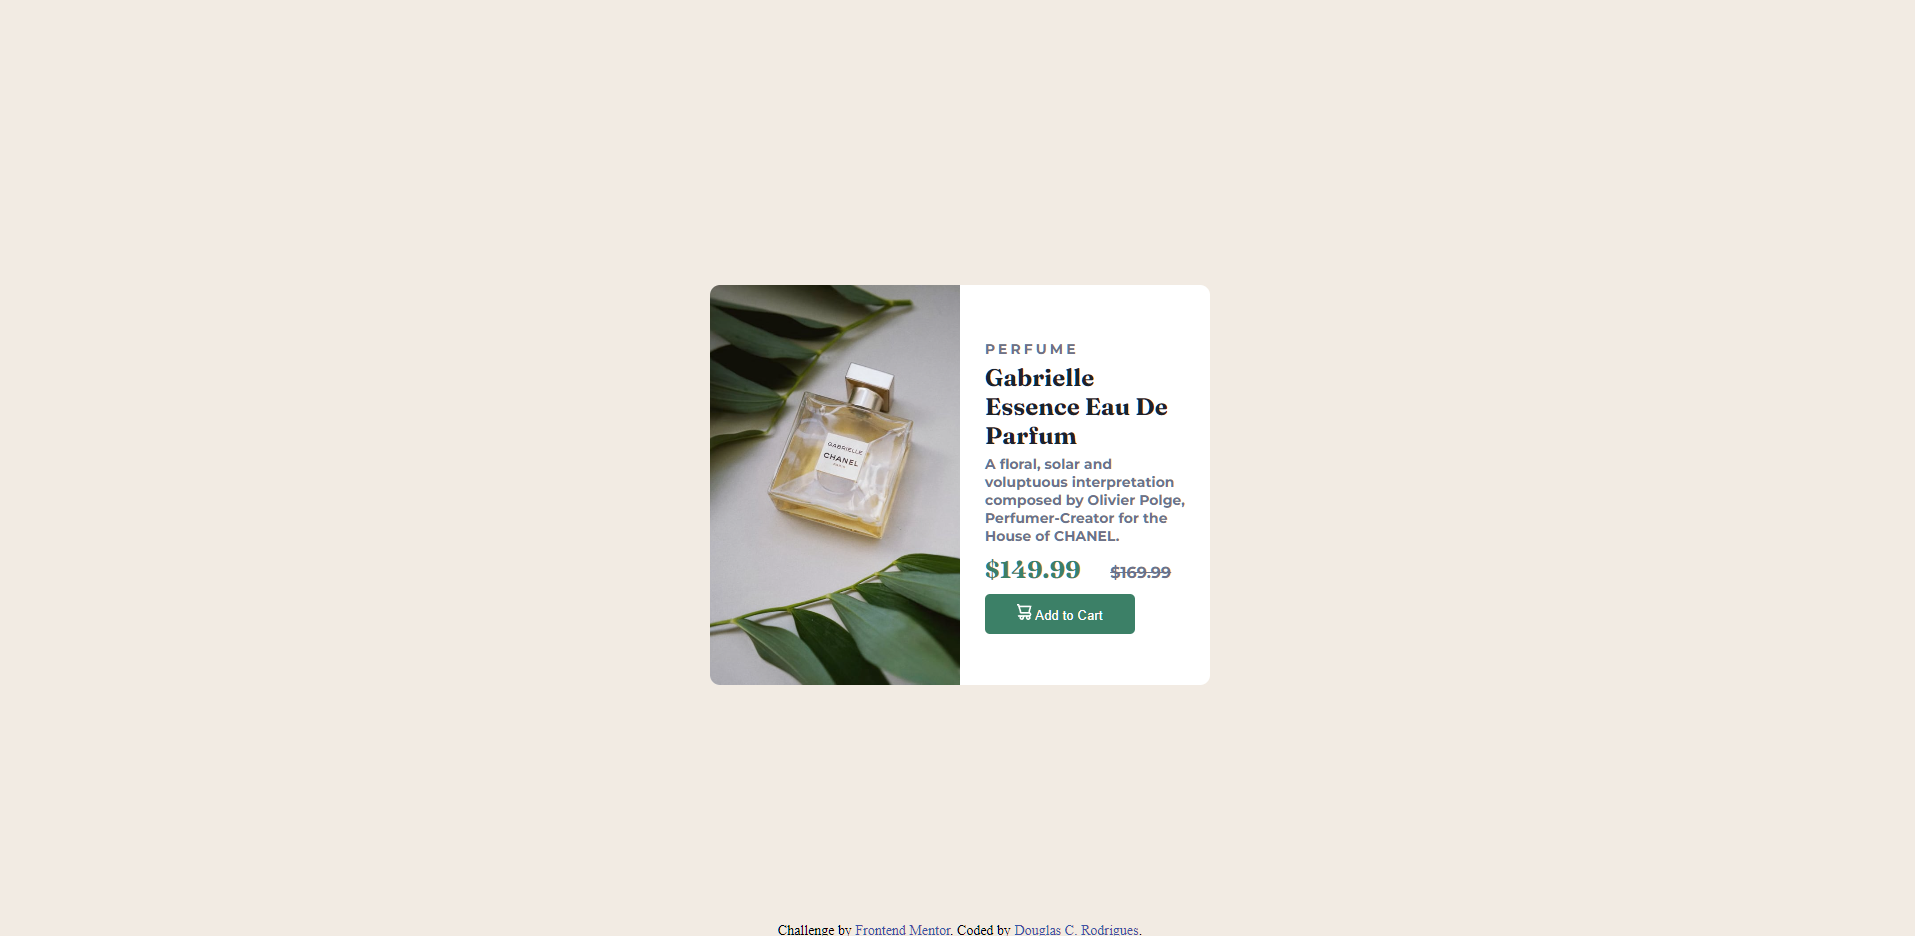 GABRIELLE
CHANEL
PARIS
PERFUME
Gabrielle
Essence Eau De
Parfum
A floral, solar and
voluptuous interpretation
composed by Olivier Polge,
Perfumer-Creator for the
House of CHANEL.
$149.99 $169.99
Add to Cart
Challenge by Frontend Mentor. Coded by Douglas C. Rodrigues.